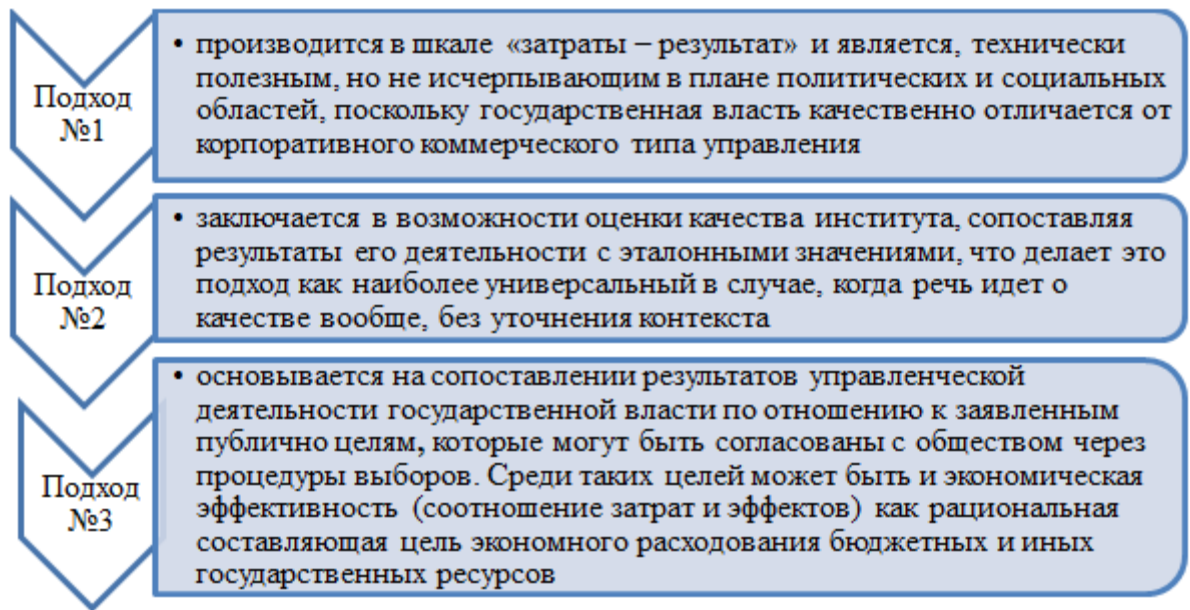 Подход
№1
• производится в шкале «затраты – результат» и является, технически
полезным, но не исчерпывающим в плане политических и социальных
областей, поскольку государственная власть качественно отличается от
корпоративного коммерческого типа управления
Подход
№2
• заключается в возможности оценки качества института, сопоставляя
результаты его деятельности с эталонными значениями, что делает это
подход как наиболее универсальный в случае, когда речь идет о
качестве вообще, без уточнения контекста
Подход
№3
• основывается на сопоставлении результатов управленческой
деятельности государственной власти по отношению к заявленным
публично целям, которые могут быть согласованы с обществом через
процедуры выборов. Среди таких целей может быть и экономическая
эффективность (соотношение затрат и эффектов) как рациональная
составляющая цель экономного расходования бюджетных и иных
государственных ресурсов